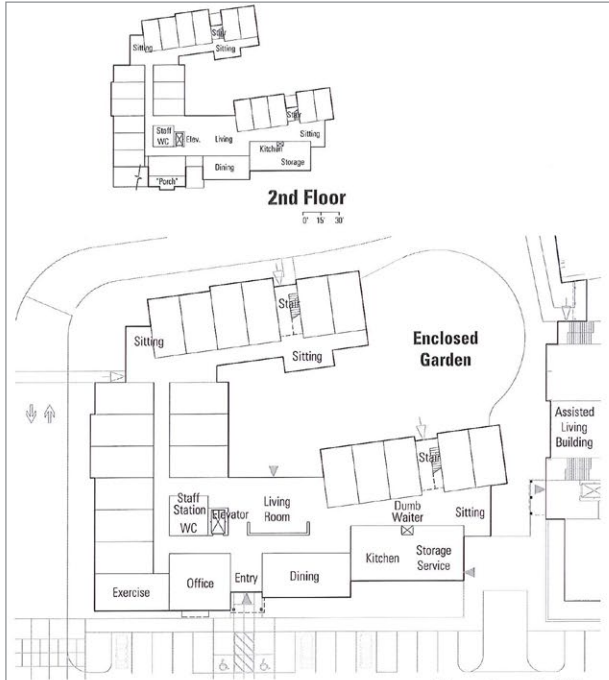 Stair
Sitting
Sitting
Stair
Staff
WC
Elev.
Living
Sitting
Kitchen
Storage
Dining
"Porch"
2nd Floor
0' 15' 30'
Stair
Sitting
Sitting
Enclosed
Garden
Assisted
Living
Building
Stair
Staff
Station
WC
Elevator
Living
Room
Dumb
Waiter
Sitting
Kitchen
Storage
Service
Exercise
Office
Entry
Dining